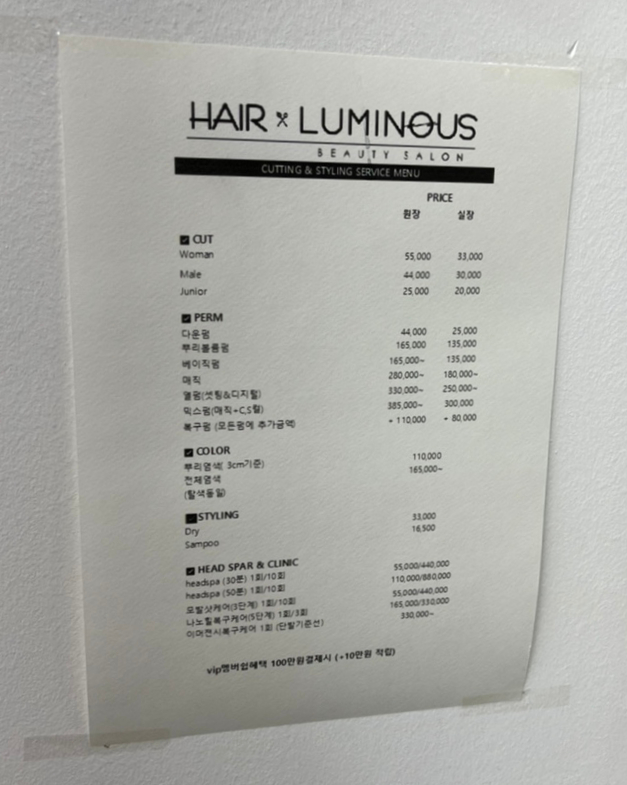 HAIR LUMINOUS
BEAUTY SALON
CUTTING & STYLING SERVICE MENU
PRICE
원장 실장
CUT
Woman 55,000 33,000
Male 44,000 30,000
Junior 25,000 20,000
PERM
다운펌 44,000 25,000
뿌리볼륨펌 165,000 135,000
베이직펌 165,000~ 135,000
매직 280,000~ 180,000~
열펌(셋팅&디지털) 330,000~ 250,000~
믹스펌(매직+C,S컬) 385,000~ 300,000
복구펌 (모든펌에 추가금액) + 110,000 + 80,000
COLOR
뿌리염색( 3cm기준) 110,000
전체염색 165,000~
(탈색동일)
STYLING
Dry 33,000
Sampoo 16,500
HEAD SPAR & CLINIC
headspa (30분) 1회/10회 55,000/440,000
headspa (50분) 1회/10회 110,000/880,000
모발샷케어(3단계) 1회/10회 55,000/440,000
나노힐복구케어(5단계) 1회/3회 165,000/330,000
이머전시복구케어 1회 (단발기준선) 330,000~
vip멤버쉽혜택 100만원결제시 (+10만원 적립)